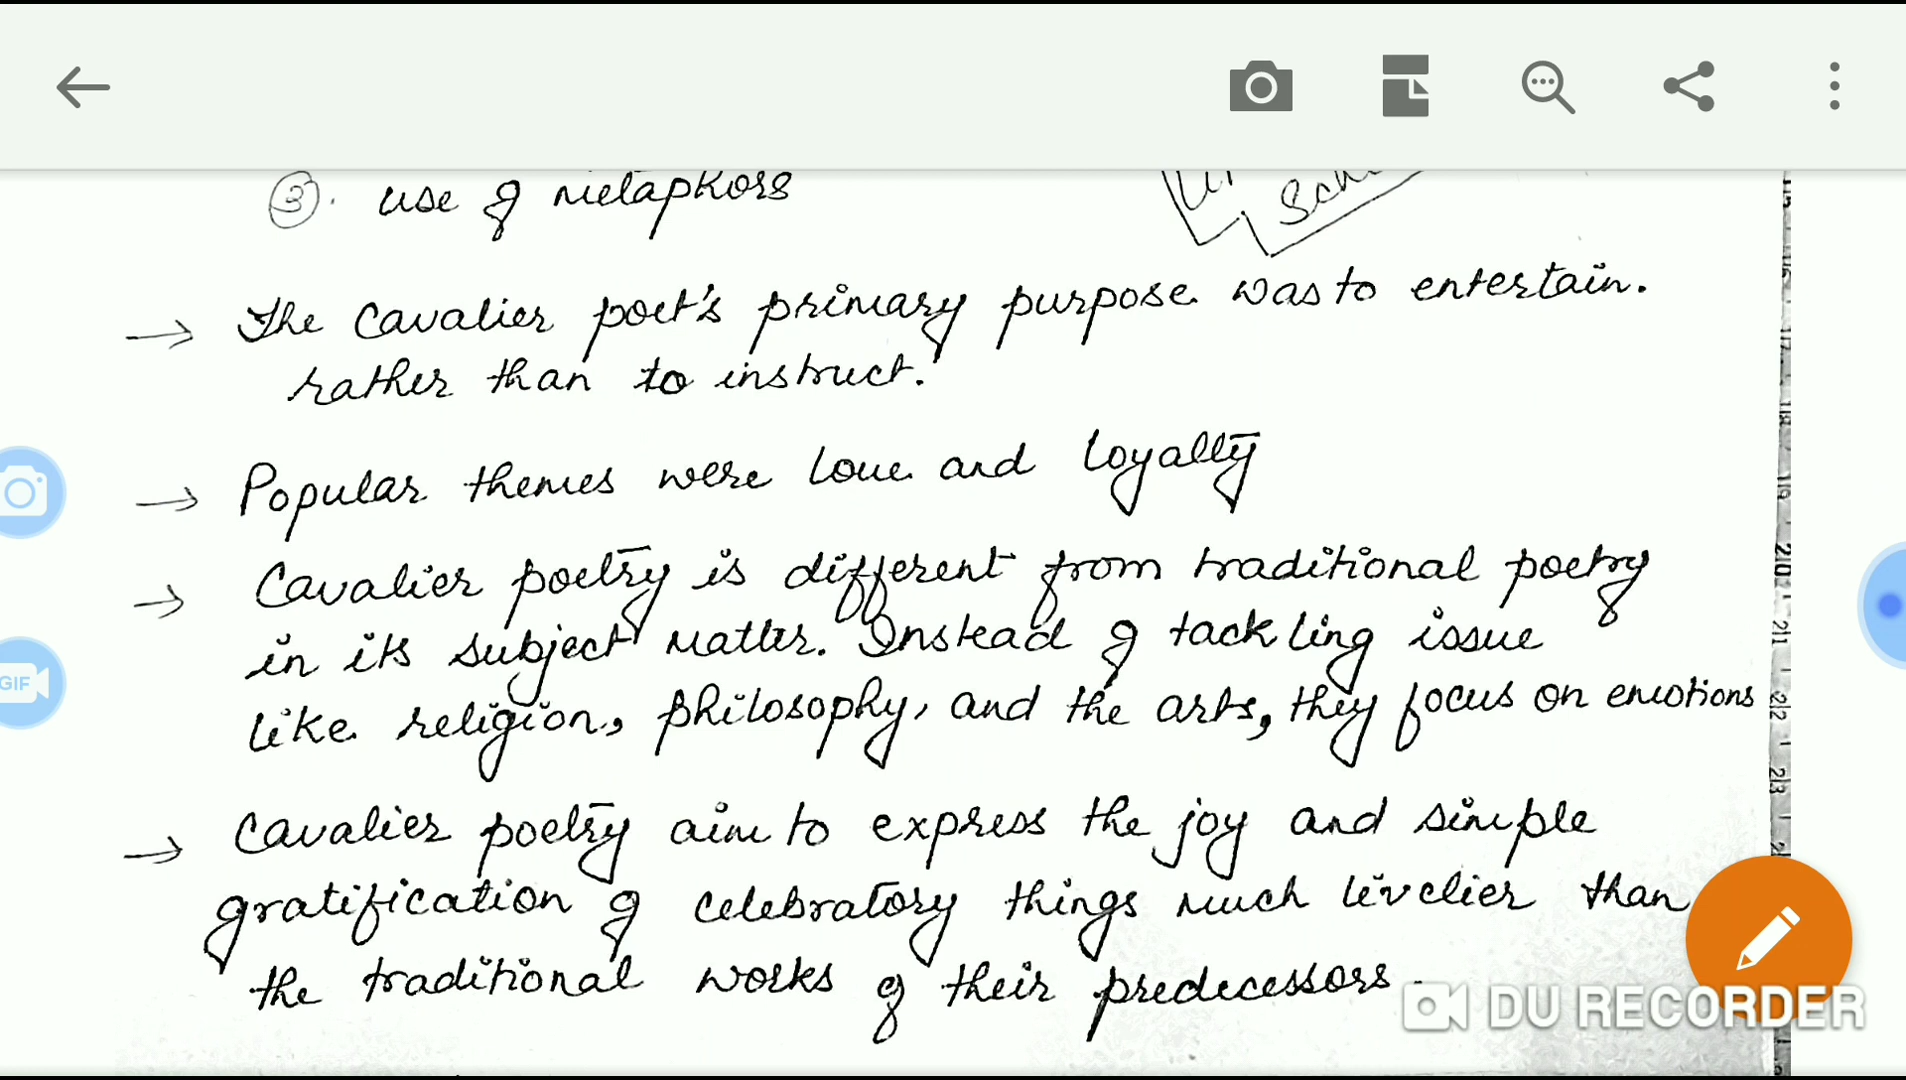 ③. use of metaphors
→ The Cavalier poet's primary purpose was to entertain.
rather than to instruct.
→ Popular themes were love and loyalty
→ Cavalier poetry is different from traditional poetry
in its subject matter. Instead of tackling issue
like religion, philosophy, and the arts, they focus on emotions
→ Cavalier poetry aim to express the joy and simple
gratification of celebratory things much livelier than
the traditional works of their predecessors.
GIF
DU RECORDER